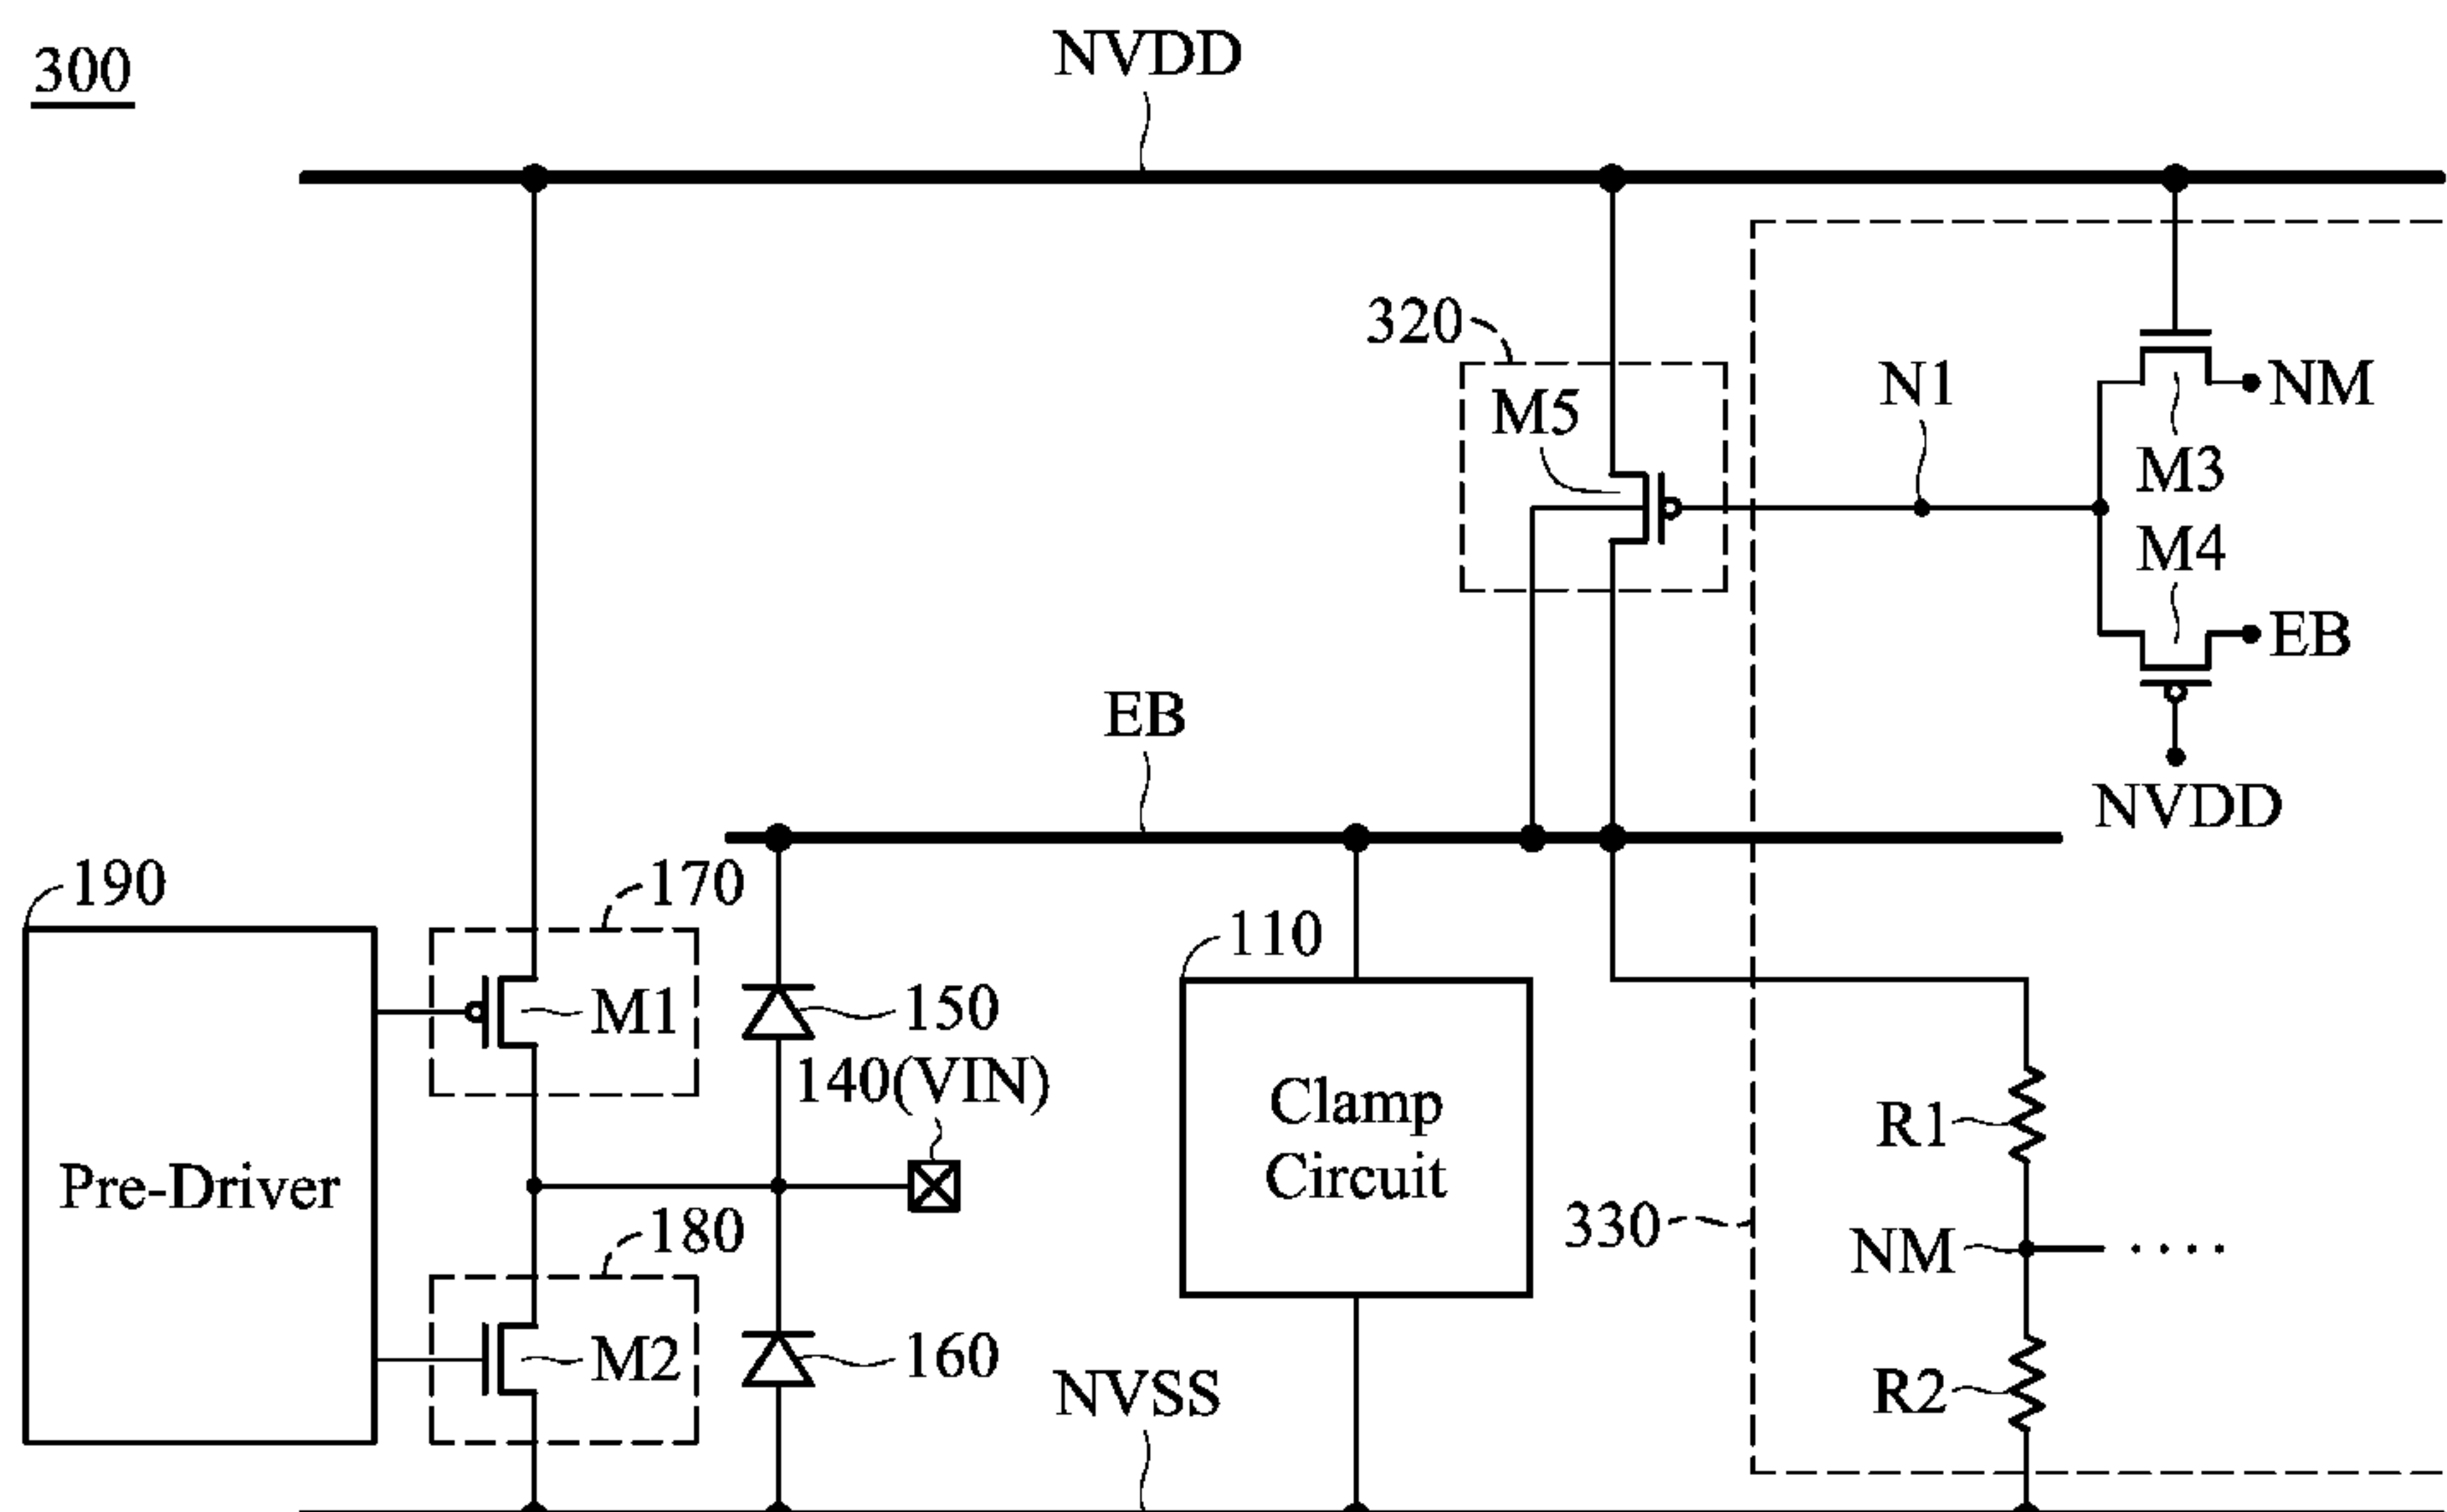 300
NVDD
320
M5
N1
NM
M3
M4
EB
NVDD
EB
190
170
110
M1
150
140(VIN)
Pre-Driver
Clamp
Circuit
R1
180
330
NM
M2
160
NVSS
R2